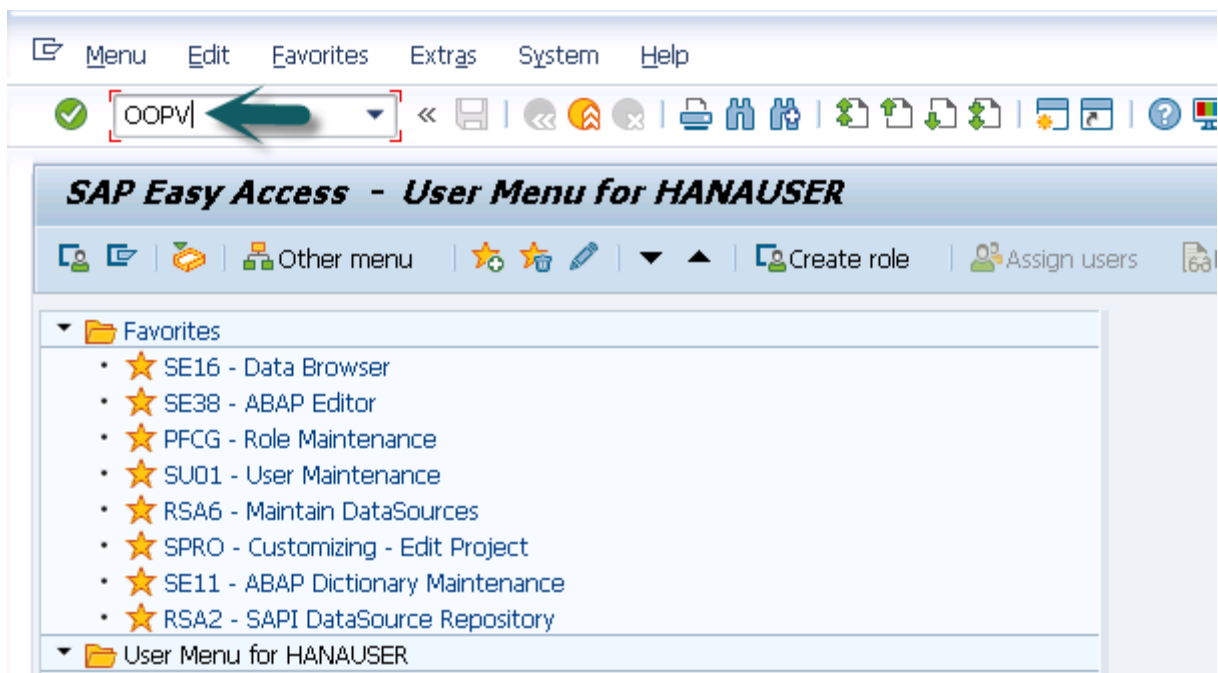 Menu Edit Favorites Extras System Help
OOPV
SAP Easy Access - User Menu for HANAUSER
Other menu Create role Assign users
Favorites
SE16 - Data Browser
SE38 - ABAP Editor
PFCG - Role Maintenance
SU01 - User Maintenance
RSA6 - Maintain DataSources
SPRO - Customizing - Edit Project
SE11 - ABAP Dictionary Maintenance
RSA2 - SAPI DataSource Repository
User Menu for HANAUSER